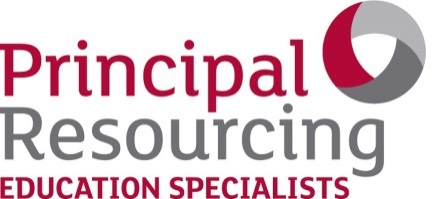 Principal
Resourcing
EDUCATION SPECIALISTS